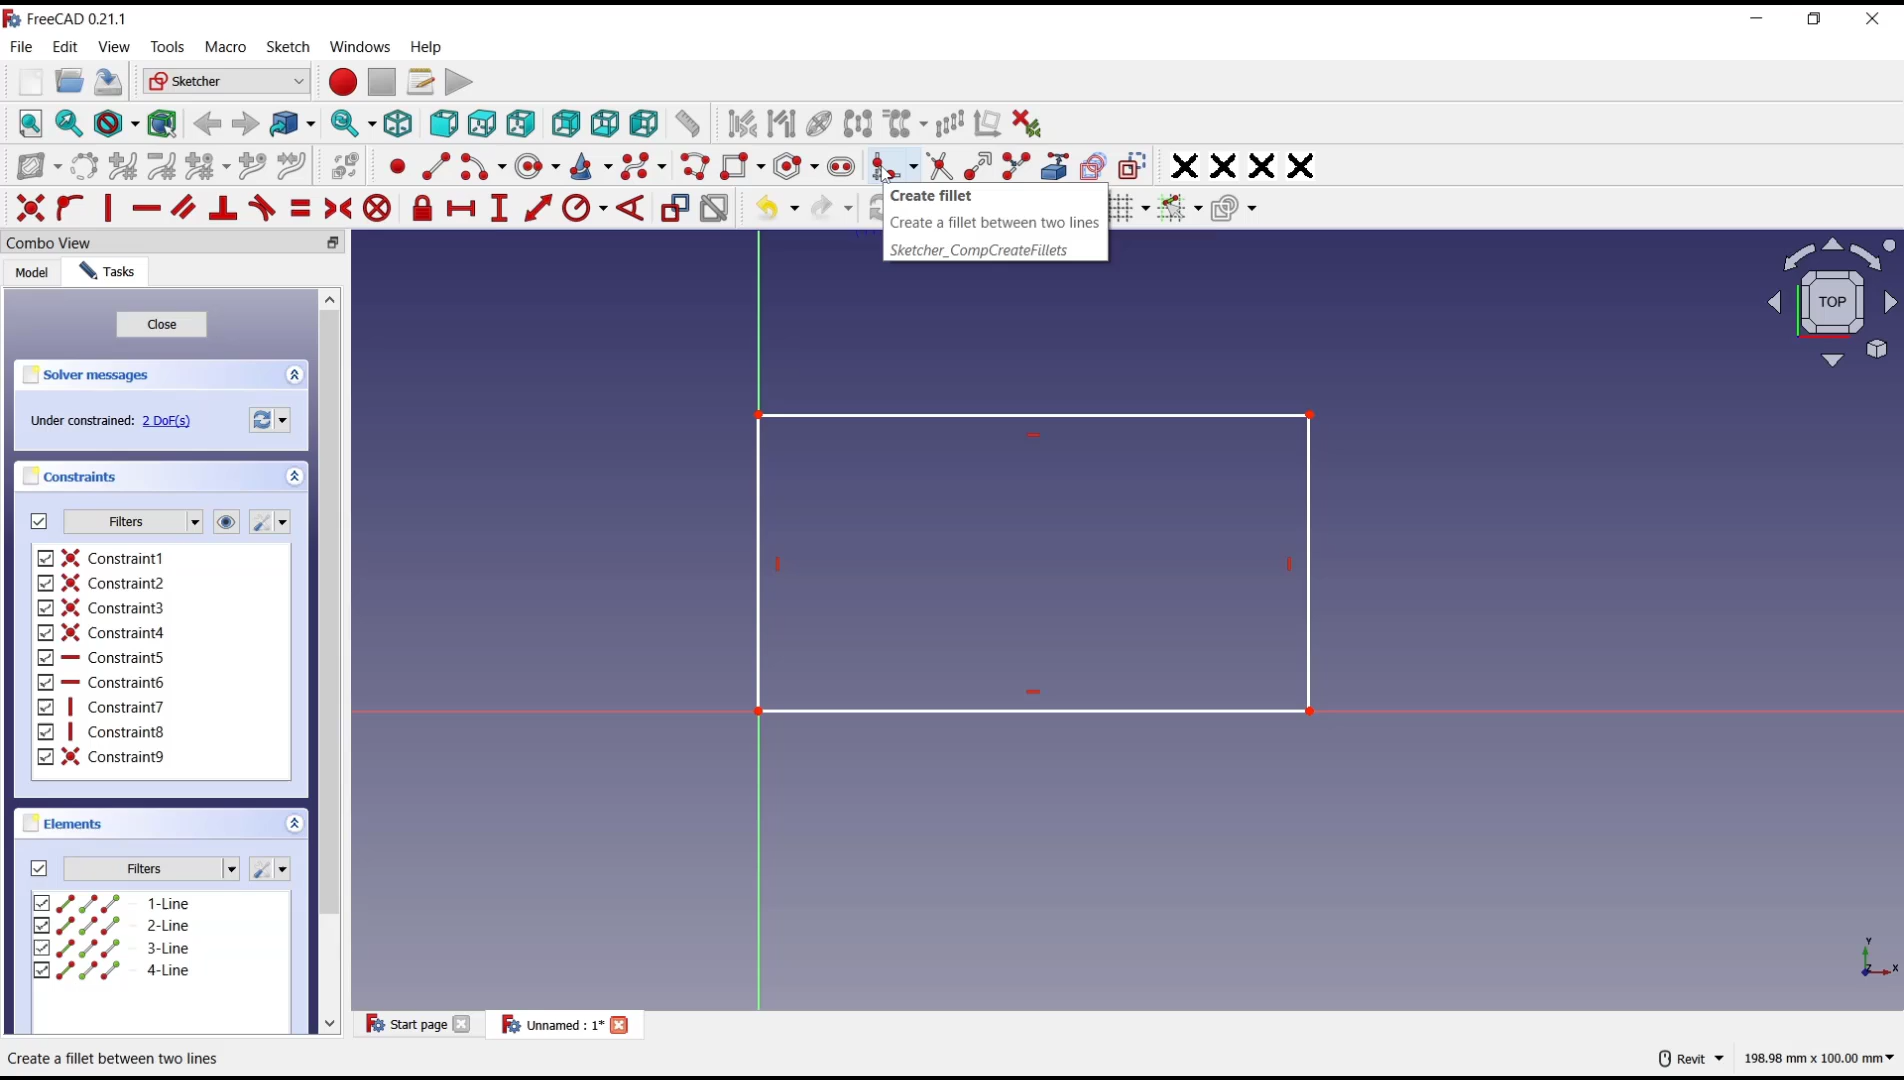 FreeCAD 0.21.1
File Edit View Tools Macro Sketch Windows Help
Sketcher
Create fillet
Create a fillet between two lines
Sketcher_CompCreateFillets
Combo View
Model Tasks
Close
Solver messages
Under constrained: 2 DoF(s)
Constraints
Filters
Constraint1
Constraint2
Constraint3
Constraint4
Constraint5
Constraint6
Constraint7
Constraint8
Constraint9
Elements
Filters
1-Line
2-Line
3-Line
4-Line
TOP
Y
Z X
Start page Unnamed : 1*
Create a fillet between two lines
Revit 198.98 mm x 100.00 mm